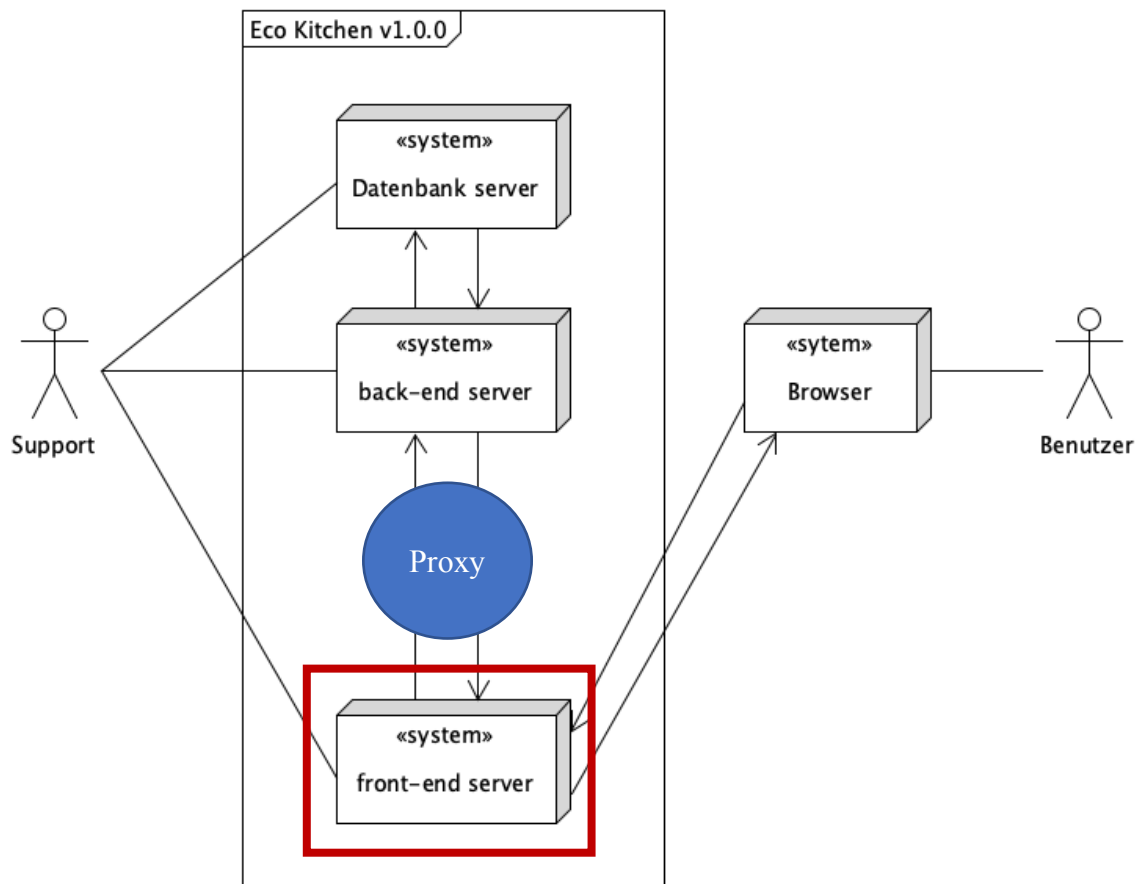 Eco Kitchen v1.0.0
«system»
Datenbank server
«system»
back-end server
«sytem»
Browser
Support
Benutzer
Proxy
«system»
front-end server